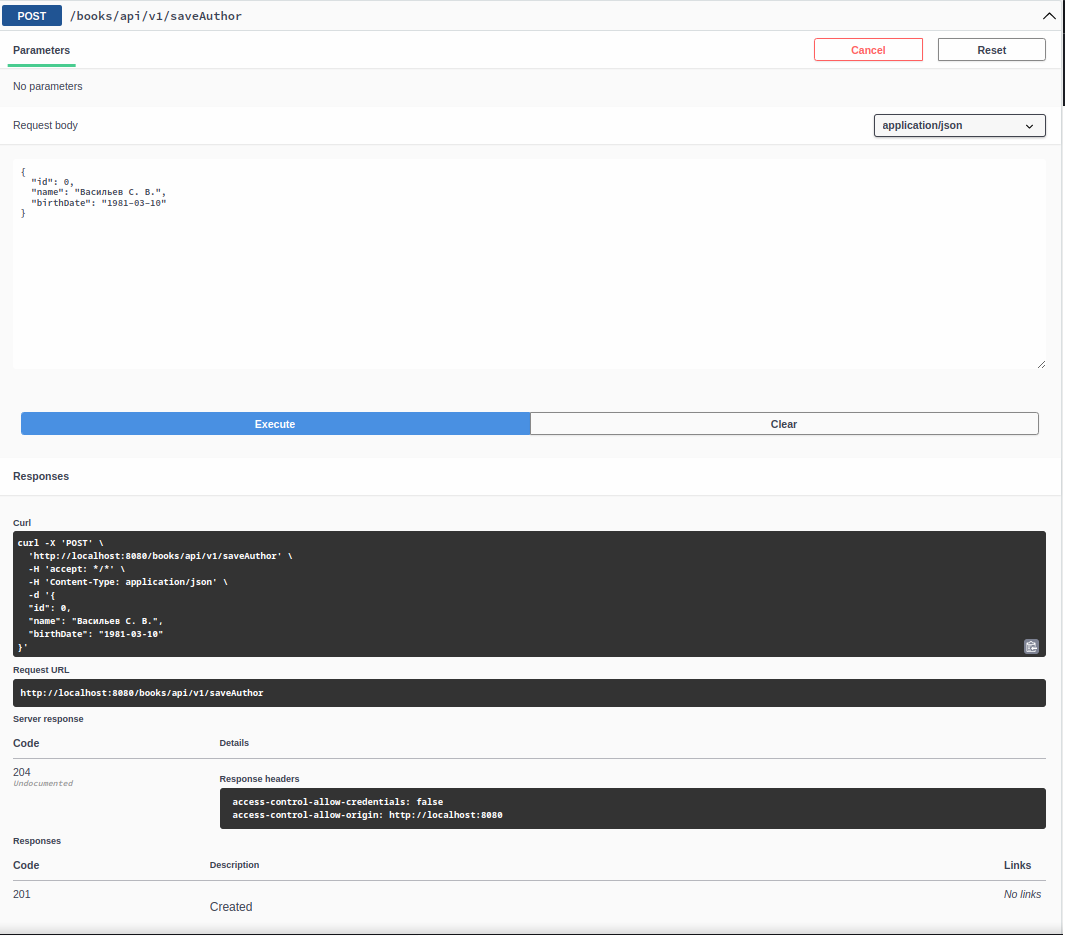 POST /books/api/v1/saveAuthor
Parameters
Cancel
Reset
No parameters
Request body
application/json
{
  "id": 0,
  "name": "Васильев С. В.",
  "birthDate": "1981-03-10"
}
Execute
Clear
Responses
Curl
curl -X 'POST' \
  'http://localhost:8080/books/api/v1/saveAuthor' \
  -H 'accept: */*' \
  -H 'Content-Type: application/json' \
  -d '{
  "id": 0,
  "name": "Васильев С. В.",
  "birthDate": "1981-03-10"
}'
Request URL
http://localhost:8080/books/api/v1/saveAuthor
Server response
Code Details
204
Undocumented
Response headers
access-control-allow-credentials: false
access-control-allow-origin: http://localhost:8080
Responses
Code Description Links
201 No links
Created